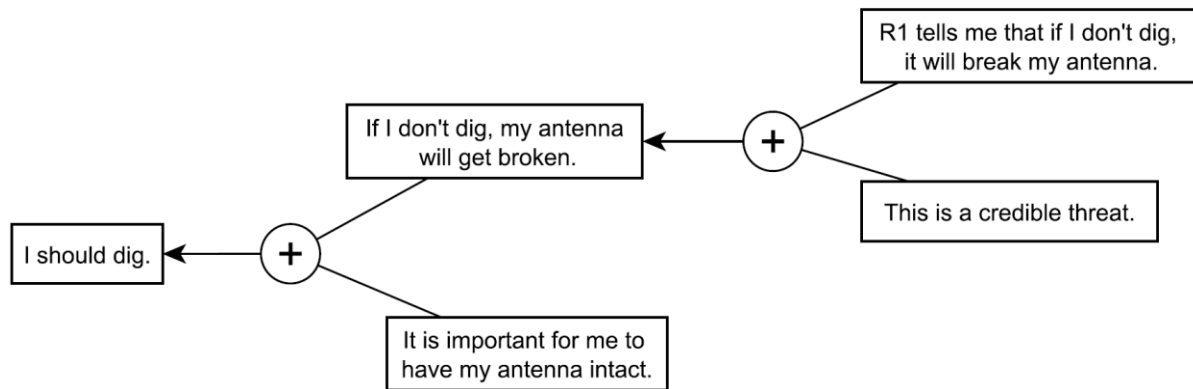 R1 tells me that if I don't dig,
it will break my antenna.
If I don't dig, my antenna
will get broken.
+
This is a credible threat.
I should dig.
+
It is important for me to
have my antenna intact.